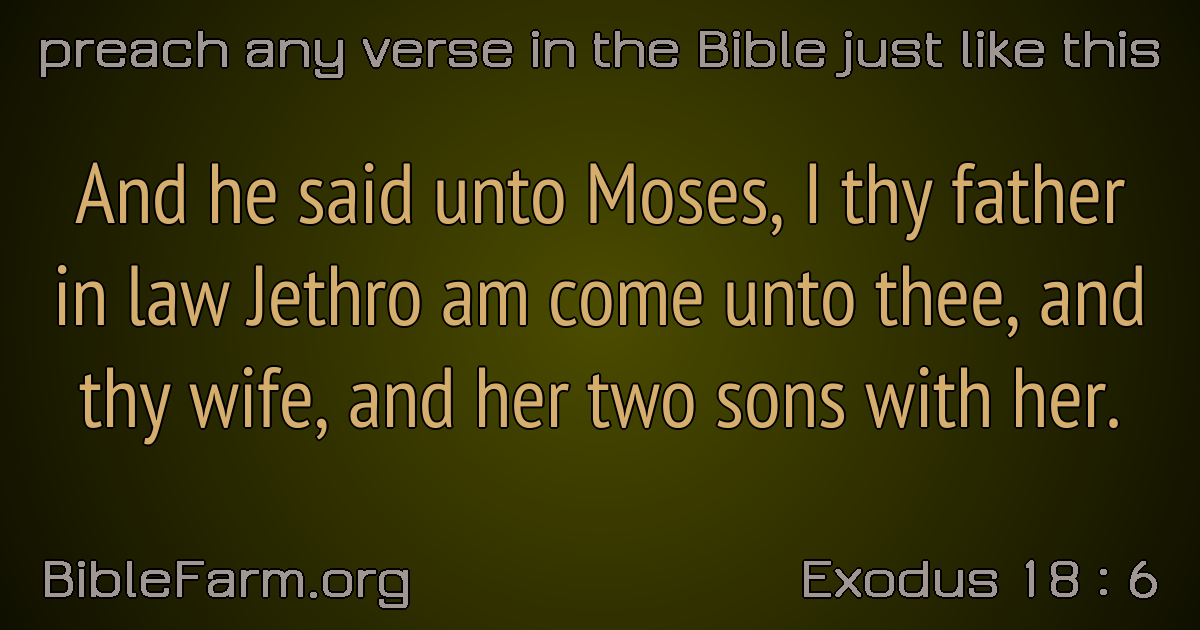 preach any verse in the Bible just like this
And he said unto Moses, I thy father
in law Jethro am come unto thee, and
thy wife, and her two sons with her.
BibleFarm.org
Exodus 18 : 6